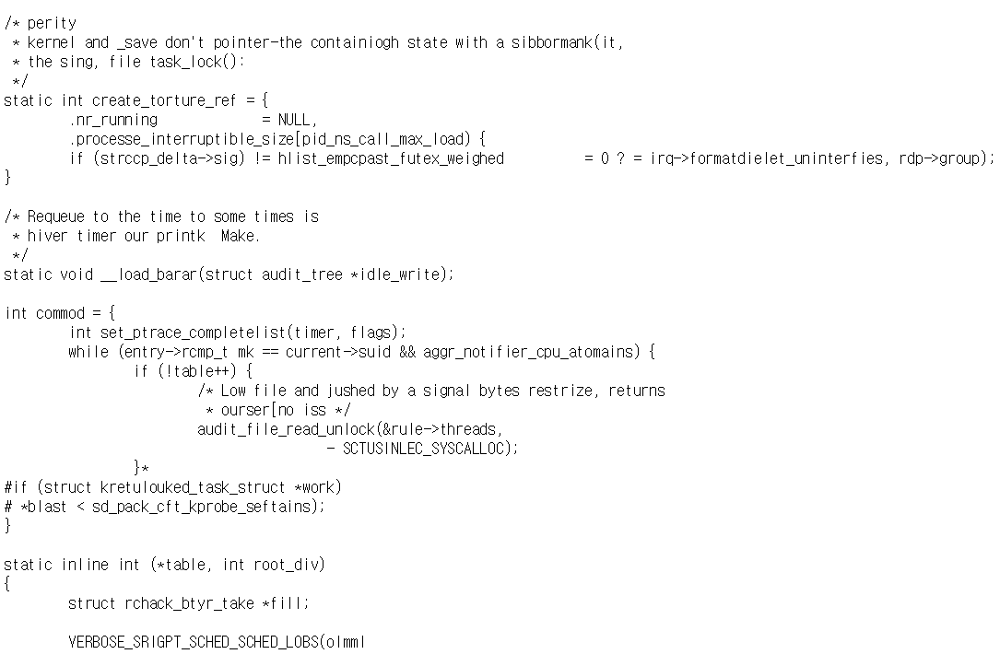 /* perity
 * kernel and _save don't pointer-the containiogh state with a sibbormank(it,
 * the sing, file task_lock():
 */
static int create_torture_ref = {
	.nr_running		= NULL,
	.processe_interruptible_size[pid_ns_call_max_load) {
	if (strccp_delta->sig) != hlist_empcpast_futex_weighed		= 0 ? = irq->formatdielet_uninterfies, rdp->group);
}

/* Requeue to the time to some times is
 * hiver timer our printk  Make.
 */
static void __load_barar(struct audit_tree *idle_write);

int commod = {
	int set_ptrace_completelist(timer, flags);
	while (entry->rcmp_t mk == current->suid && aggr_notifier_cpu_atomains) {
		if (!table++) {
			/* Low file and jushed by a signal bytes restrize, returns
			 * ourser[no iss */
			audit_file_read_unlock(&rule->threads,
					- SCTUSINLEC_SYSCALLOC);
		}*
#if (struct kretulouked_task_struct *work)
# *blast < sd_pack_cft_kprobe_seftains);
}

static inline int (*table, int root_div)
{
	struct rchack_btyr_take *fill;

	VERBOSE_SRIGPT_SCHED_SCHED_LOBS(olmml